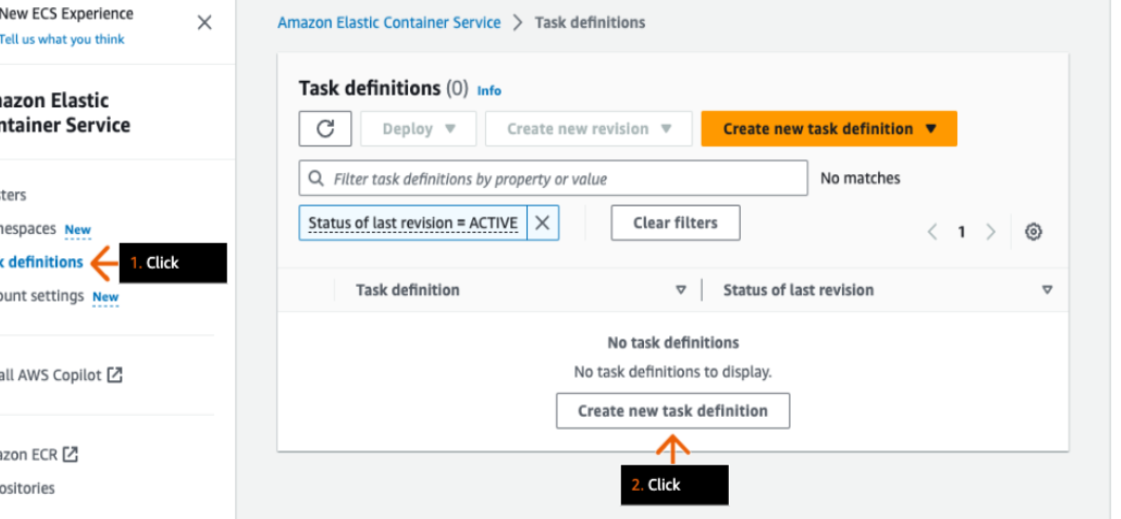 New ECS Experience
Tell us what you think
azon Elastic
ntainer Service
sters
mespaces New
k definitions
1. Click
ount settings New
all AWS Copilot
azon ECR
ositories
Amazon Elastic Container Service > Task definitions
Task definitions (0) Info
Deploy Create new revision Create new task definition
Filter task definitions by property or value
No matches
Status of last revision = ACTIVE
Clear filters
1
Task definition Status of last revision
No task definitions
No task definitions to display.
Create new task definition
2. Click